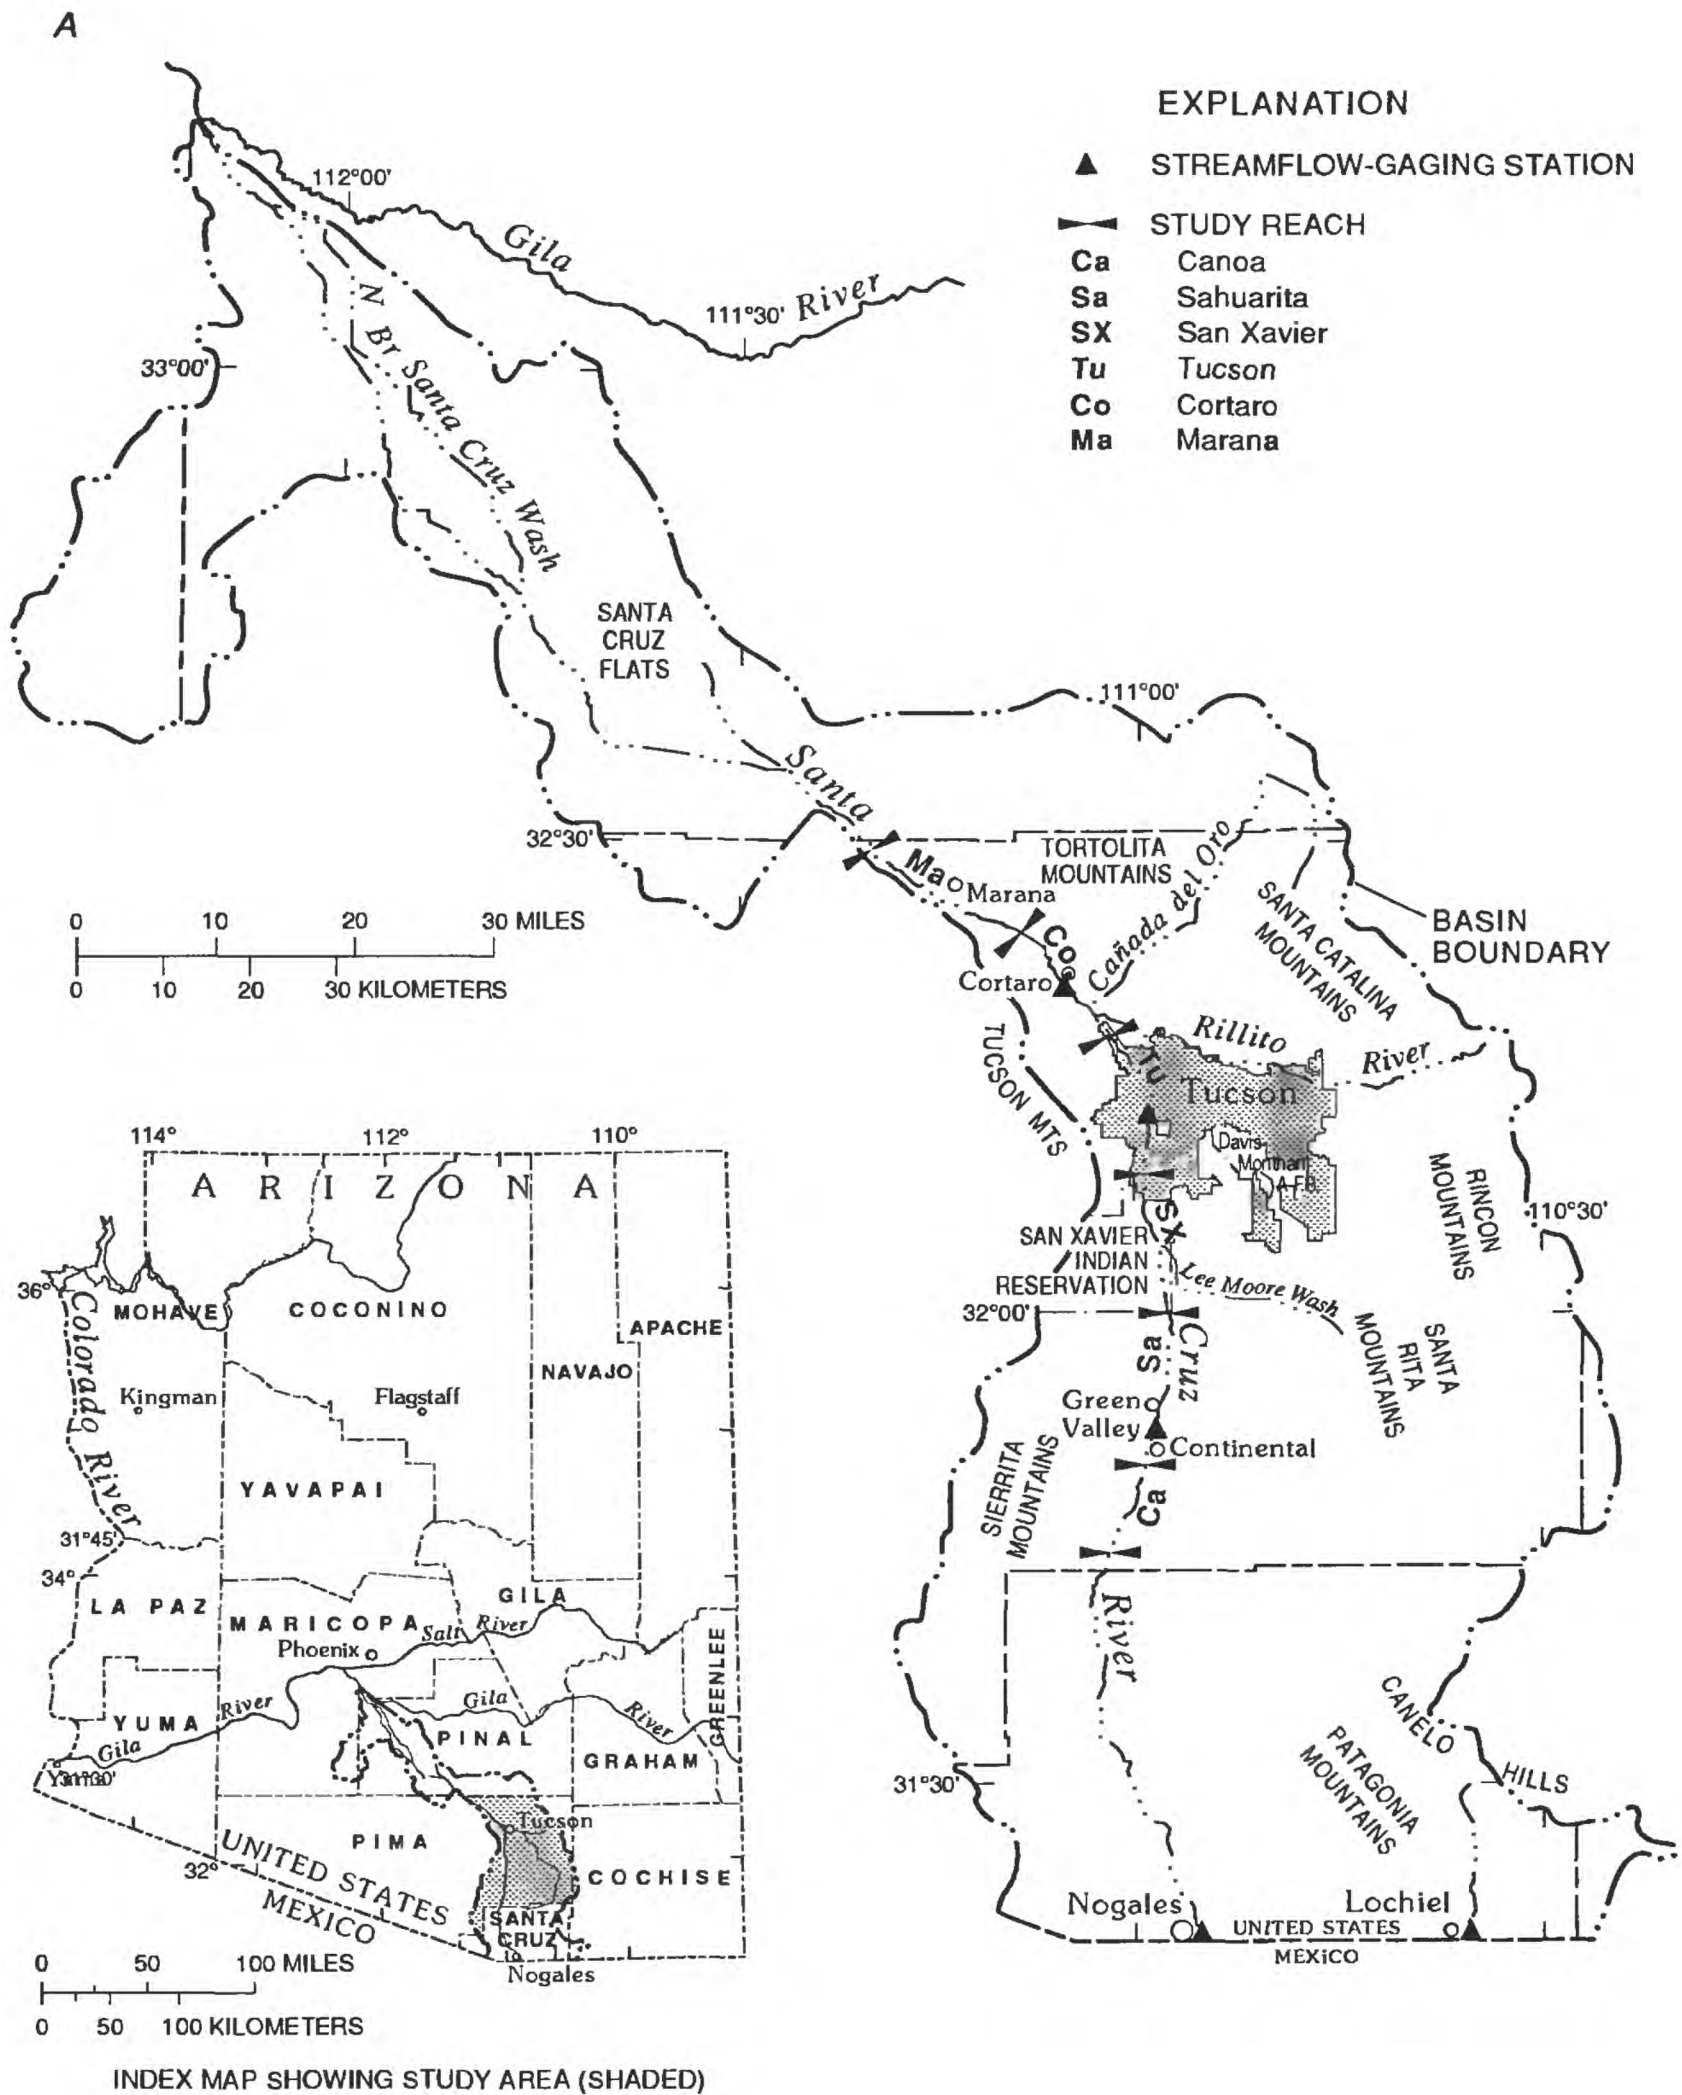 A
EXPLANATION
STREAMFLOW-GAGING STATION
STUDY REACH
Ca Canoa
Sa Sahuarita
SX San Xavier
Tu Tucson
Co Cortaro
Ma Marana
112°00'
Gila
River
111°30'
33°00'
N Br Santa Cruz Wash
SANTA
CRUZ
FLATS
111°00'
Santa
32°30'
TORTOLITA
MOUNTAINS
Ma
Marana
Cañada del Oro
SANTA CATALINA
MOUNTAINS
BASIN
BOUNDARY
0 10 20 30 MILES
0 10 20 30 KILOMETERS
Co
Cortaro
Rillito
River
TUCSON MTS
Tu
Tucson
Davis
Monthan
A F B
RINCON
MOUNTAINS
110°30'
SX
SAN XAVIER
INDIAN
RESERVATION
Lee Moore Wash
32°00'
Sa
Cruz
SANTA
RITA
MOUNTAINS
Green
Valley
Continental
SIERRITA
MOUNTAINS
Ca
River
CANELO
HILLS
PATAGONIA
MOUNTAINS
31°30'
Nogales
Lochiel
UNITED STATES
MEXICO
114° 112° 110°
A R I Z O N A
36°
Colorado River
MOHAVE
COCONINO
APACHE
NAVAJO
Kingman
Flagstaff
YAVAPAI
31°45'
34°
LA PAZ
GILA
MARICOPA
Salt River
Phoenix
GREENLEE
YUMA
River
Gila
Gila
River
PINAL
GRAHAM
31°30'
Tucson
PIMA
32°
UNITED STATES
MEXICO
COCHISE
SANTA
CRUZ
Nogales
0 50 100 MILES
0 50 100 KILOMETERS
INDEX MAP SHOWING STUDY AREA (SHADED)